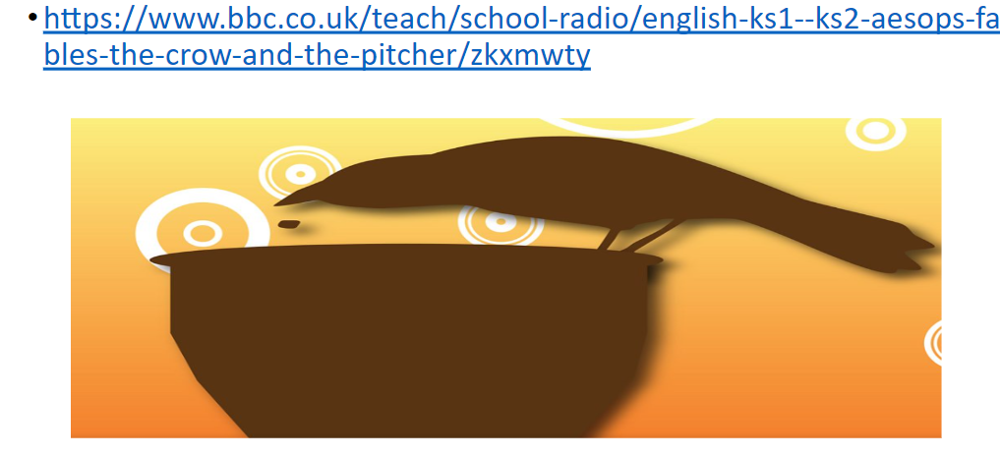 •https://www.bbc.co.uk/teach/school-radio/english-ks1--ks2-aesops-fa
bles-the-crow-and-the-pitcher/zkxmwty